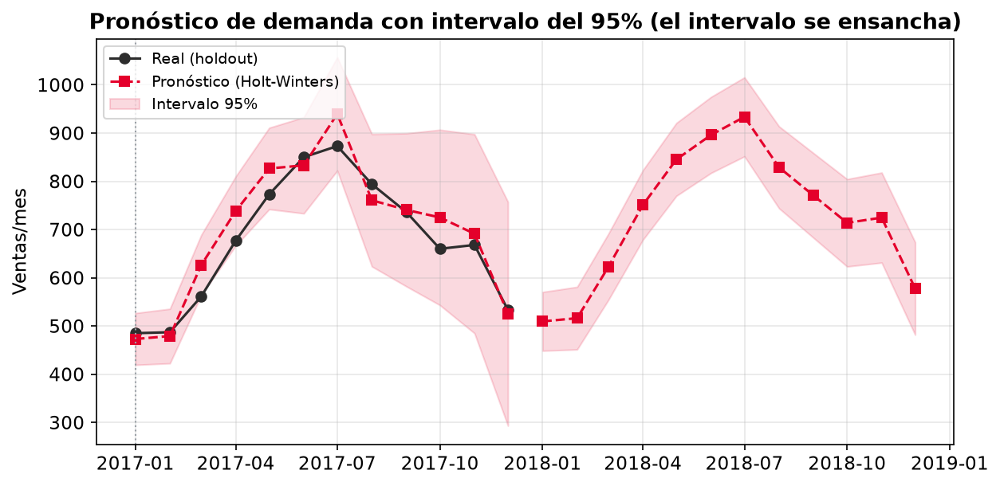 Pronóstico de demanda con intervalo del 95% (el intervalo se ensancha)
Real (holdout)
Pronóstico (Holt-Winters)
Intervalo 95%
Ventas/mes
1000
900
800
700
600
500
400
300
2017-01 2017-04 2017-07 2017-10 2018-01 2018-04 2018-07 2018-10 2019-01